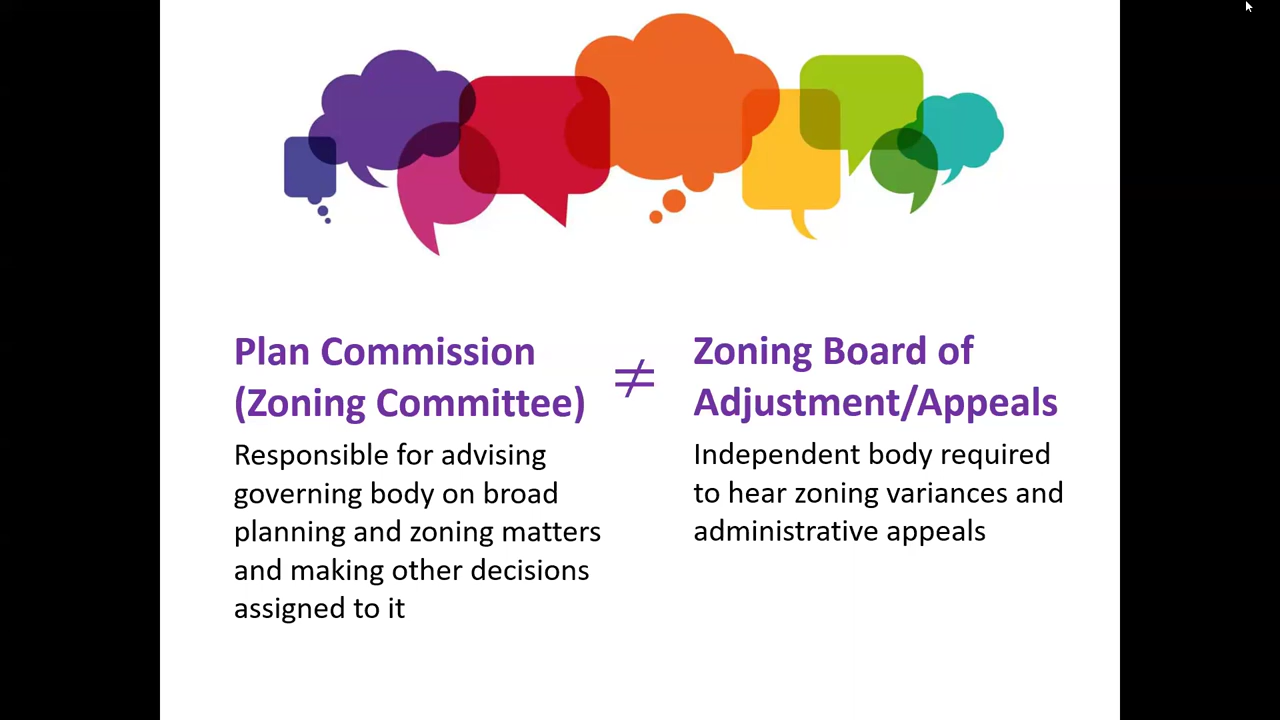 Plan Commission
(Zoning Committee)
Responsible for advising
governing body on broad
planning and zoning matters
and making other decisions
assigned to it
≠
Zoning Board of
Adjustment/Appeals
Independent body required
to hear zoning variances and
administrative appeals